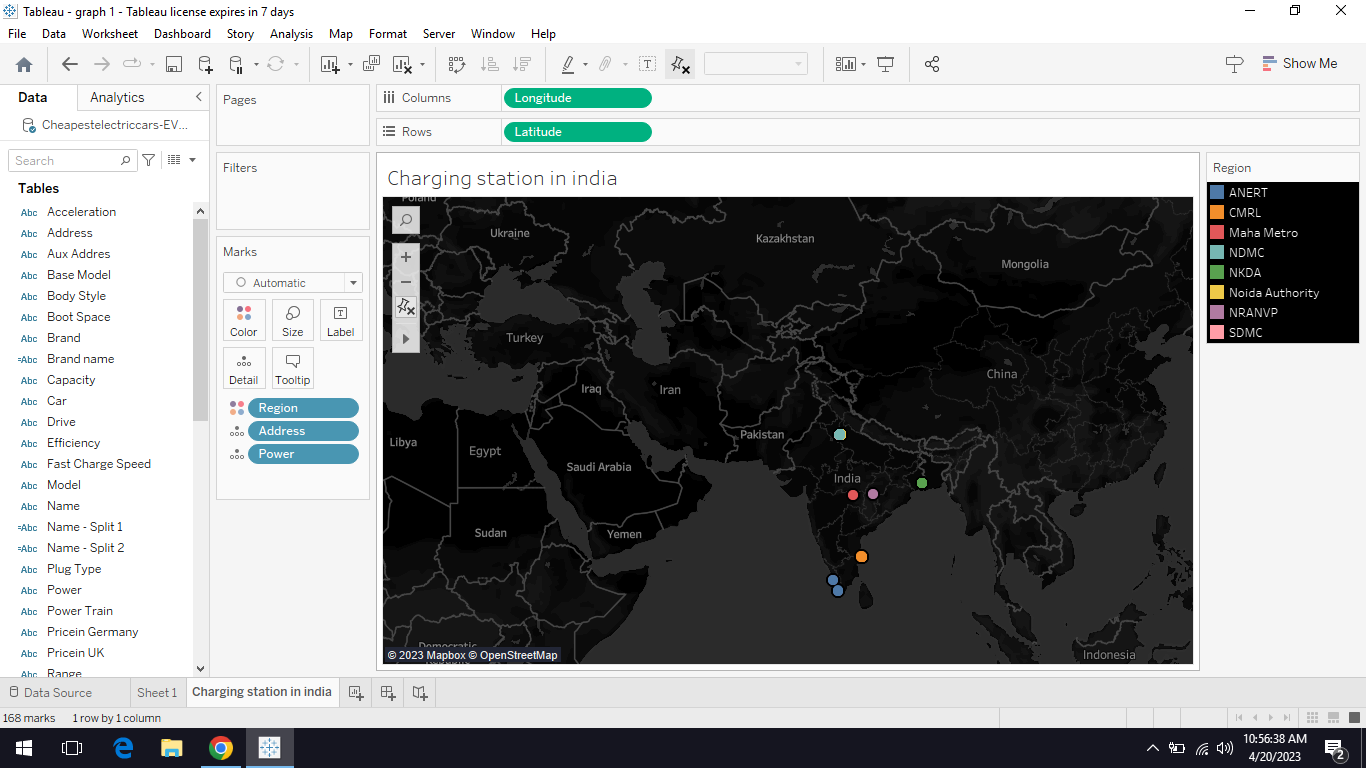 Tableau - graph 1 - Tableau license expires in 7 days
File Data Worksheet Dashboard Story Analysis Map Format Server Window Help
Show Me
Data Analytics
Cheapestelectriccars-EV...
Search
Tables
Abc Acceleration
Abc Address
Abc Aux Addres
Abc Base Model
Abc Body Style
Abc Boot Space
Abc Brand
=Abc Brand name
Abc Capacity
Abc Car
Abc Drive
Abc Efficiency
Abc Fast Charge Speed
Abc Model
Abc Name
=Abc Name - Split 1
=Abc Name - Split 2
Abc Plug Type
Abc Power
Abc Power Train
Abc Pricein Germany
Abc Pricein UK
Abc Range
Pages
Filters
Marks
Automatic
Color Size Label
Detail Tooltip
Region
Address
Power
Columns Longitude
Rows Latitude
Charging station in india
Poland
Ukraine
Kazakhstan
Mongolia
Turkey
China
Iraq
Iran
Pakistan
Libya
Egypt
Saudi Arabia
India
Sudan
Yemen
Democratic
Indonesia
© 2023 Mapbox © OpenStreetMap
Region
ANERT
CMRL
Maha Metro
NDMC
NKDA
Noida Authority
NRANVP
SDMC
Data Source Sheet 1 Charging station in india
168 marks 1 row by 1 column
10:56:38 AM
4/20/2023
2